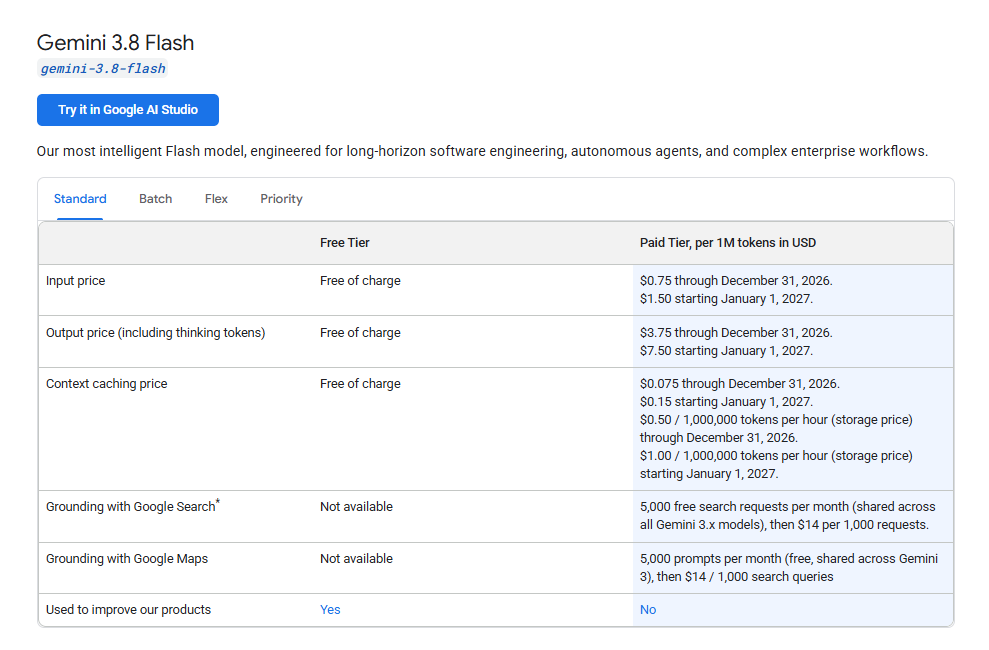 Gemini 3.8 Flash
gemini-3.8-flash
Try it in Google AI Studio
Our most intelligent Flash model, engineered for long-horizon software engineering, autonomous agents, and complex enterprise workflows.
Standard Batch Flex Priority
Free Tier Paid Tier, per 1M tokens in USD
Input price Free of charge $0.75 through December 31, 2026.
$1.50 starting January 1, 2027.
Output price (including thinking tokens) Free of charge $3.75 through December 31, 2026.
$7.50 starting January 1, 2027.
Context caching price Free of charge $0.075 through December 31, 2026.
$0.15 starting January 1, 2027.
$0.50 / 1,000,000 tokens per hour (storage price)
through December 31, 2026.
$1.00 / 1,000,000 tokens per hour (storage price)
starting January 1, 2027.
Grounding with Google Search* Not available 5,000 free search requests per month (shared across
all Gemini 3.x models), then $14 per 1,000 requests.
Grounding with Google Maps Not available 5,000 prompts per month (free, shared across Gemini
3), then $14 / 1,000 search queries
Used to improve our products Yes No